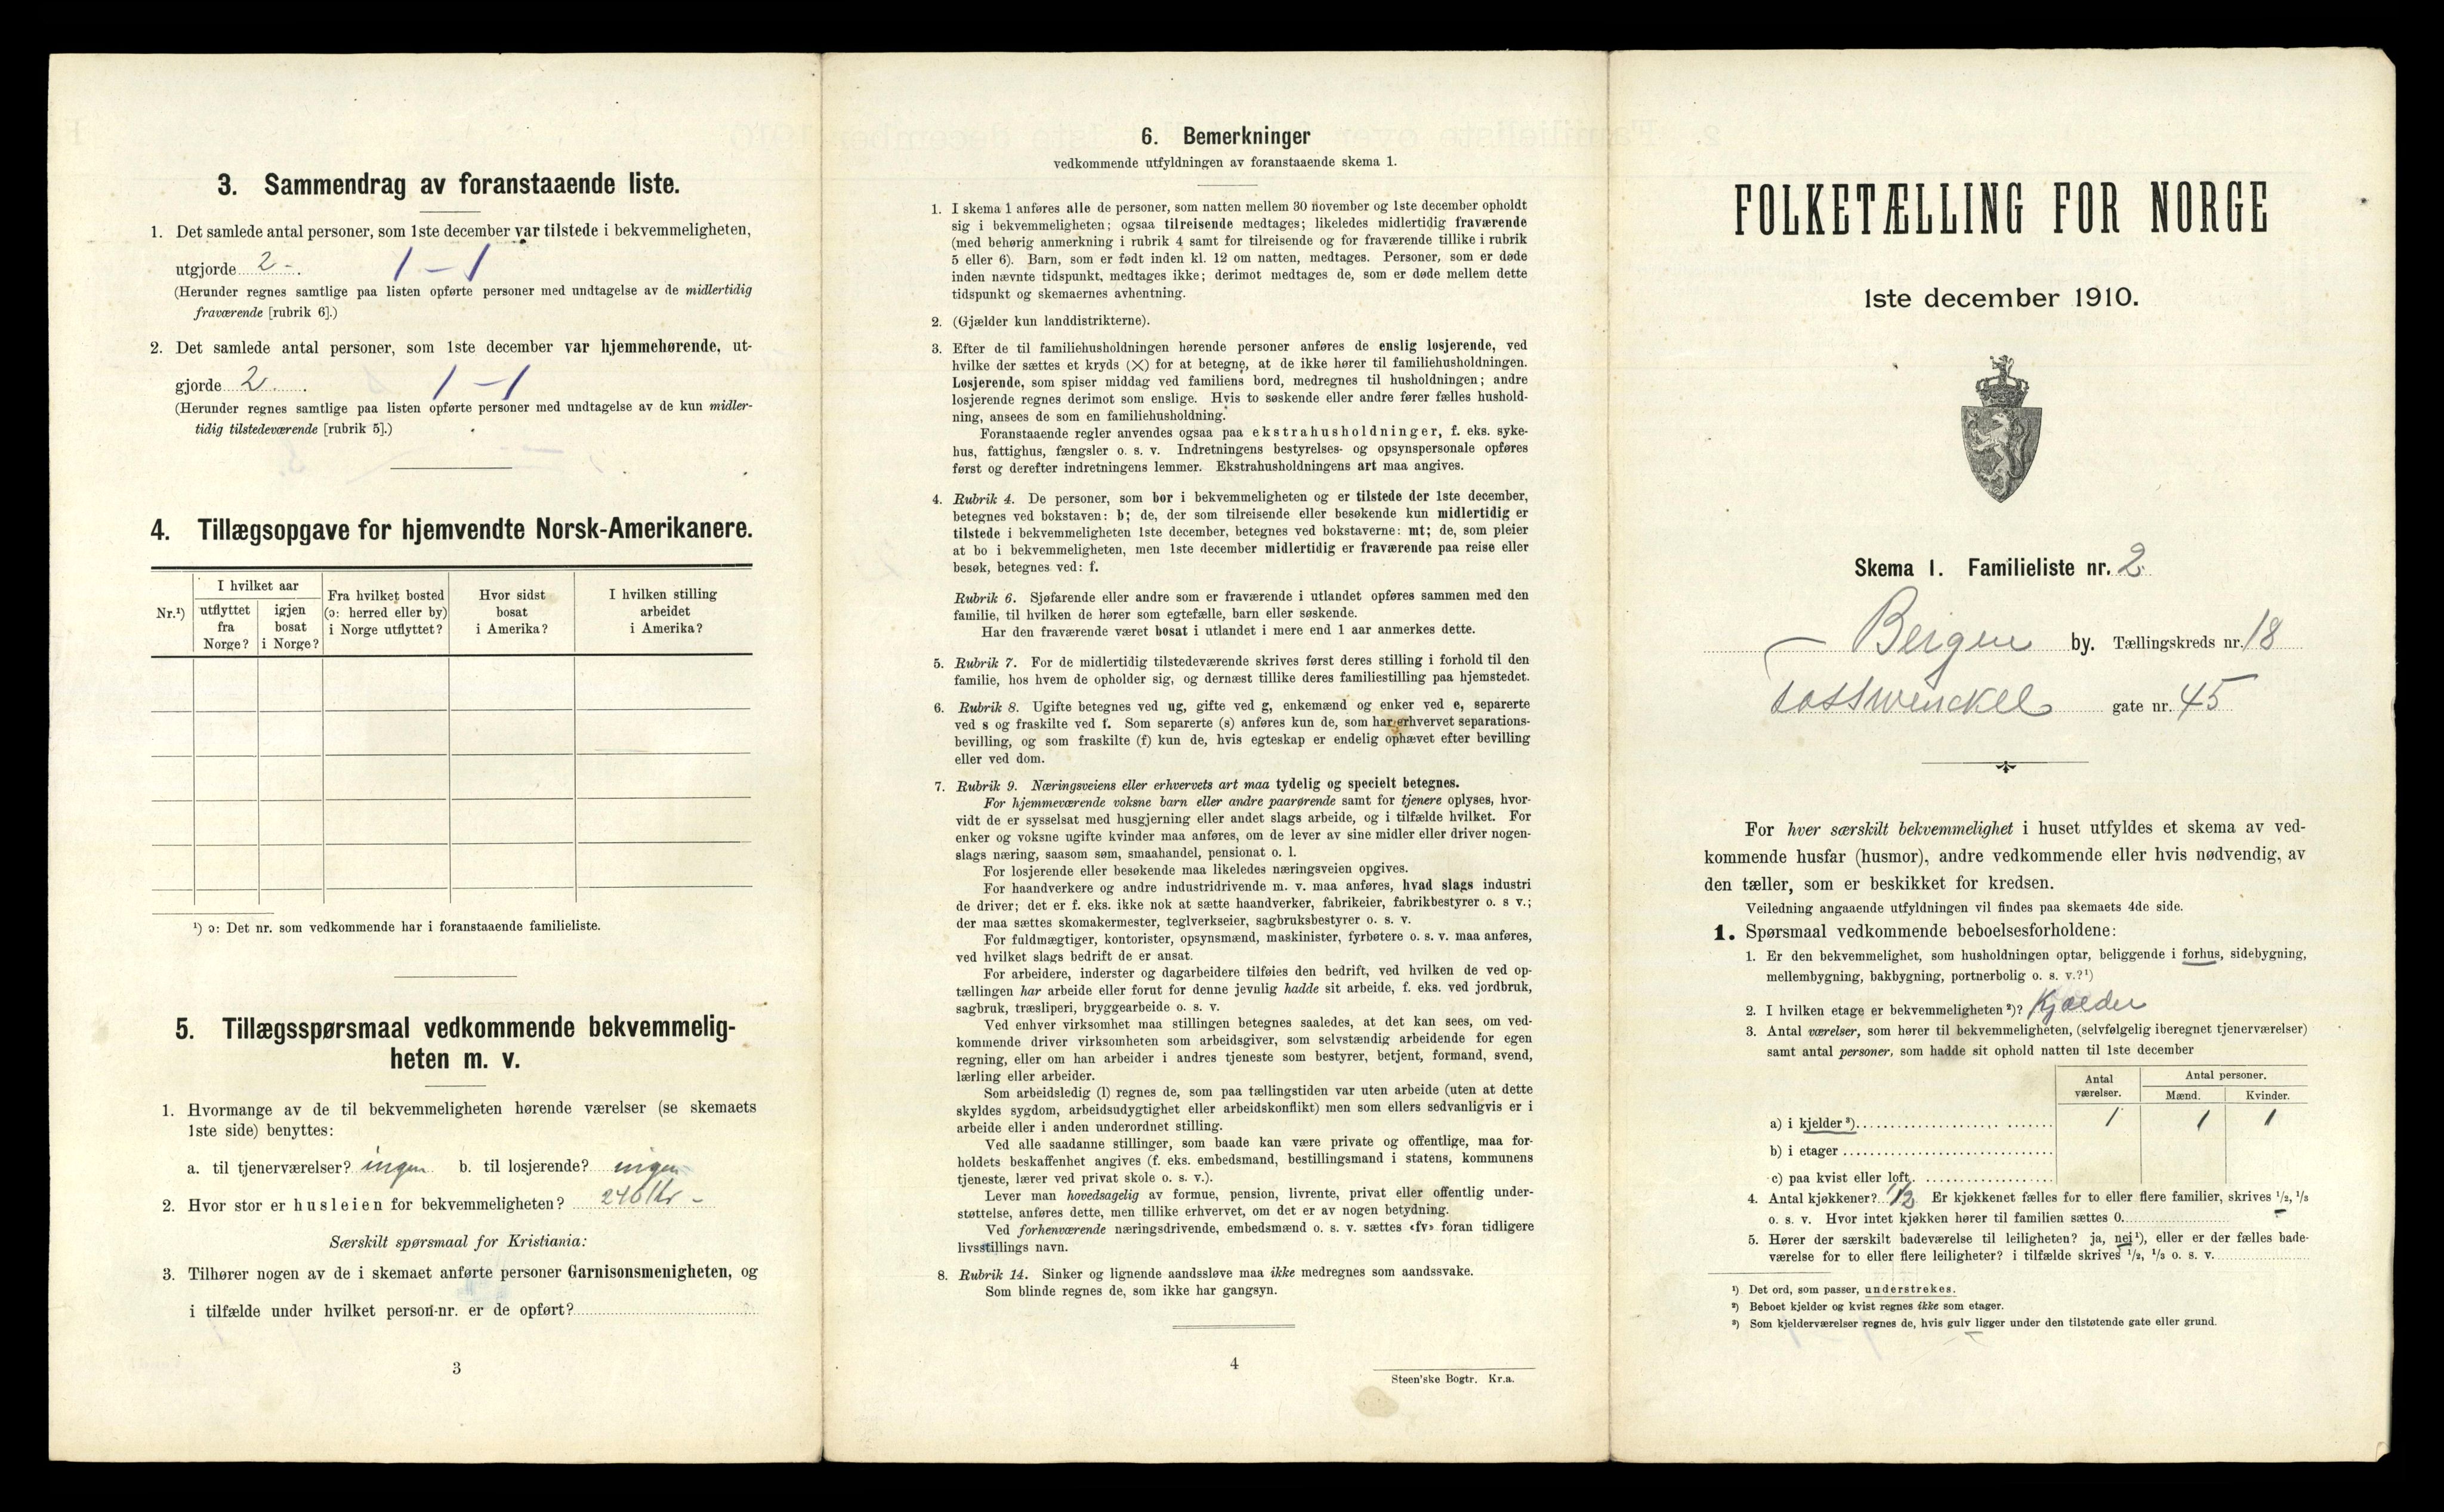 3. Sammendrag av foranstaaende liste.
1. Det samlede antal personer, som 1ste december var tilstede i bekvemmeligheten,
utgjorde 2 - . 1 – 1
(Herunder regnes samtlige paa listen opførte personer med undtagelse av de midlertidig
fraværende [rubrik 6].)
2. Det samlede antal personer, som 1ste december var hjemmehørende, ut-
gjorde 2 . 1 – 1
(Herunder regnes samtlige paa listen opførte personer med undtagelse av de kun midler-
tidig tilstedeværende [rubrik 5].)
4. Tillægsopgave for hjemvendte Norsk-Amerikanere.
Nr.¹)
I hvilket aar
utflyttet
fra
Norge?
igjen
bosat
i Norge?
Fra hvilket bosted
(ɔ: herred eller by)
i Norge utflyttet?
Hvor sidst
bosat
i Amerika?
I hvilken stilling
arbeidet
i Amerika?
¹) ɔ: Det nr. som vedkommende har i foranstaaende familieliste.
5. Tillægsspørsmaal vedkommende bekvemmelig-
heten m. v.
1. Hvormange av de til bekvemmeligheten hørende værelser (se skemaets
1ste side) benyttes:
a. til tjenerværelser? ingen b. til losjerende? ingen
2. Hvor stor er husleien for bekvemmeligheten? 240 Kr -
Særskilt spørsmaal for Kristiania:
3. Tilhører nogen av de i skemaet anførte personer Garnisonsmenigheten, og
i tilfælde under hvilket person-nr. er de opført?
3
6. Bemerkninger
vedkommende utfyldningen av foranstaaende skema 1.
1. I skema 1 anføres alle de personer, som natten mellem 30 november og 1ste december opholdt
sig i bekvemmeligheten; ogsaa tilreisende medtages; likeledes midlertidig fraværende
(med behørig anmerkning i rubrik 4 samt for tilreisende og for fraværende tillike i rubrik
5 eller 6). Barn, som er født inden kl. 12 om natten, medtages. Personer, som er døde
inden nævnte tidspunkt, medtages ikke; derimot medtages de, som er døde mellem dette
tidspunkt og skemaernes avhentning.
2. (Gjælder kun landdistrikterne).
3. Efter de til familiehusholdningen hørende personer anføres de enslig losjerende, ved
hvilke der sættes et kryds (×) for at betegne, at de ikke hører til familiehusholdningen.
Losjerende, som spiser middag ved familiens bord, medregnes til husholdningen; andre
losjerende regnes derimot som enslige. Hvis to søskende eller andre fører fælles hushold-
ning, ansees de som en familiehusholdning.
Foranstaaende regler anvendes ogsaa paa ekstrahusholdninger, f. eks. syke-
hus, fattighus, fængsler o. s. v. Indretningens bestyrelses- og opsynspersonale opføres
først og derefter indretningens lemmer. Ekstrahusholdningens art maa angives.
4. Rubrik 4. De personer, som bor i bekvemmeligheten og er tilstede der 1ste december,
betegnes ved bokstaven: b; de, der som tilreisende eller besøkende kun midlertidig er
tilstede i bekvemmeligheten 1ste december, betegnes ved bokstaverne: mt; de, som pleier
at bo i bekvemmeligheten, men 1ste december midlertidig er fraværende paa reise eller
besøk, betegnes ved: f.
Rubrik 6. Sjøfarende eller andre som er fraværende i utlandet opføres sammen med den
familie, til hvilken de hører som egtefælle, barn eller søskende.
Har den fraværende været bosat i utlandet i mere end 1 aar anmerkes dette.
5. Rubrik 7. For de midlertidig tilstedeværende skrives først deres stilling i forhold til den
familie, hos hvem de opholder sig, og dernæst tillike deres familiestilling paa hjemstedet.
6. Rubrik 8. Ugifte betegnes ved ug, gifte ved g, enkemænd og enker ved e, separerte
ved s og fraskilte ved f. Som separerte (s) anføres kun de, som har erhvervet separations-
bevilling, og som fraskilte (f) kun de, hvis egteskap er endelig ophævet efter bevilling
eller ved dom.
7. Rubrik 9. Næringsveiens eller erhvervets art maa tydelig og specielt betegnes.
For hjemmeværende voksne barn eller andre paarørende samt for tjenere oplyses, hvor-
vidt de er sysselsat med husgjerning eller andet slags arbeide, og i tilfælde hvilket. For
enker og voksne ugifte kvinder maa anføres, om de lever av sine midler eller driver nogen-
slags næring, saasom søm, smaahandel, pensionat o. l.
For losjerende eller besøkende maa likeledes næringsveien opgives.
For haandverkere og andre industridrivende m. v. maa anføres, hvad slags industri
de driver; det er f. eks. ikke nok at sætte haandverker, fabrikeier, fabrikbestyrer o. s v.;
der maa sættes skomakermester, teglverkseier, sagbruksbestyrer o. s. v.
For fuldmægtiger, kontorister, opsynsmænd, maskinister, fyrbøtere o. s. v. maa anføres,
ved hvilket slags bedrift de er ansat.
For arbeidere, inderster og dagarbeidere tilføies den bedrift, ved hvilken de ved op-
tællingen har arbeide eller forut for denne jevnlig hadde sit arbeide, f. eks. ved jordbruk,
sagbruk, træsliperi, bryggearbeide o. s. v.
Ved enhver virksomhet maa stillingen betegnes saaledes, at det kan sees, om ved-
kommende driver virksomheten som arbeidsgiver, som selvstændig arbeidende for egen
regning, eller om han arbeider i andres tjeneste som bestyrer, betjent, formand, svend,
lærling eller arbeider.
Som arbeidsledig (l) regnes de, som paa tællingstiden var uten arbeide (uten at dette
skyldes sygdom, arbeidsudygtighet eller arbeidskonflikt) men som ellers sedvanligvis er i
arbeide eller i anden underordnet stilling.
Ved alle saadanne stillinger, som baade kan være private og offentlige, maa for-
holdets beskaffenhet angives (f. eks. embedsmand, bestillingsmand i statens, kommunens
tjeneste, lærer ved privat skole o. s. v.).
Lever man hovedsagelig av formue, pension, livrente, privat eller offentlig under-
støttelse, anføres dette, men tillike erhvervet, om det er av nogen betydning.
Ved forhenværende næringsdrivende, embedsmænd o. s. v. sættes «fv» foran tidligere
livsstillings navn.
8. Rubrik 14. Sinker og lignende aandssløve maa ikke medregnes som aandssvake.
Som blinde regnes de, som ikke har gangsyn.
4
Steen'ske Bogtr. Kr.a.
FOLKETÆLLING FOR NORGE
1ste december 1910.
Skema 1. Familieliste nr. 2
Bergen by. Tællingskreds nr. 18
gate nr. 45
For hver særskilt bekvemmelighet i huset utfyldes et skema av ved-
kommende husfar (husmor), andre vedkommende eller hvis nødvendig, av
den tæller, som er beskikket for kredsen.
Veiledning angaaende utfyldningen vil findes paa skemaets 4de side.
1. Spørsmaal vedkommende beboelsesforholdene:
1. Er den bekvemmelighet, som husholdningen optar, beliggende i forhus, sidebygning,
mellembygning, bakbygning, portnerbolig o. s. v.?¹)
2. I hvilken etage er bekvemmeligheten²)? Kjælder
3. Antal værelser, som hører til bekvemmeligheten, (selvfølgelig iberegnet tjenerværelser)
samt antal personer, som hadde sit ophold natten til 1ste december
Antal
værelser.
Antal personer.
Mænd. Kvinder.
a) i kjelder³) 1 1 1
b) i etager
c) paa kvist eller loft
4. Antal kjøkkener? 1/2 Er kjøkkenet fælles for to eller flere familier, skrives ¹/₂, ¹/₃
o. s. v. Hvor intet kjøkken hører til familien sættes 0.
5. Hører der særskilt badeværelse til leiligheten? ja, nej¹), eller er der fælles bade-
værelse for to eller flere leiligheter? i tilfælde skrives ¹/₂, ¹/₃ o. s. v.
¹) Det ord, som passer, understrekes.
²) Beboet kjelder og kvist regnes ikke som etager.
³) Som kjelderværelser regnes de, hvis gulv ligger under den tilstøtende gate eller grund.